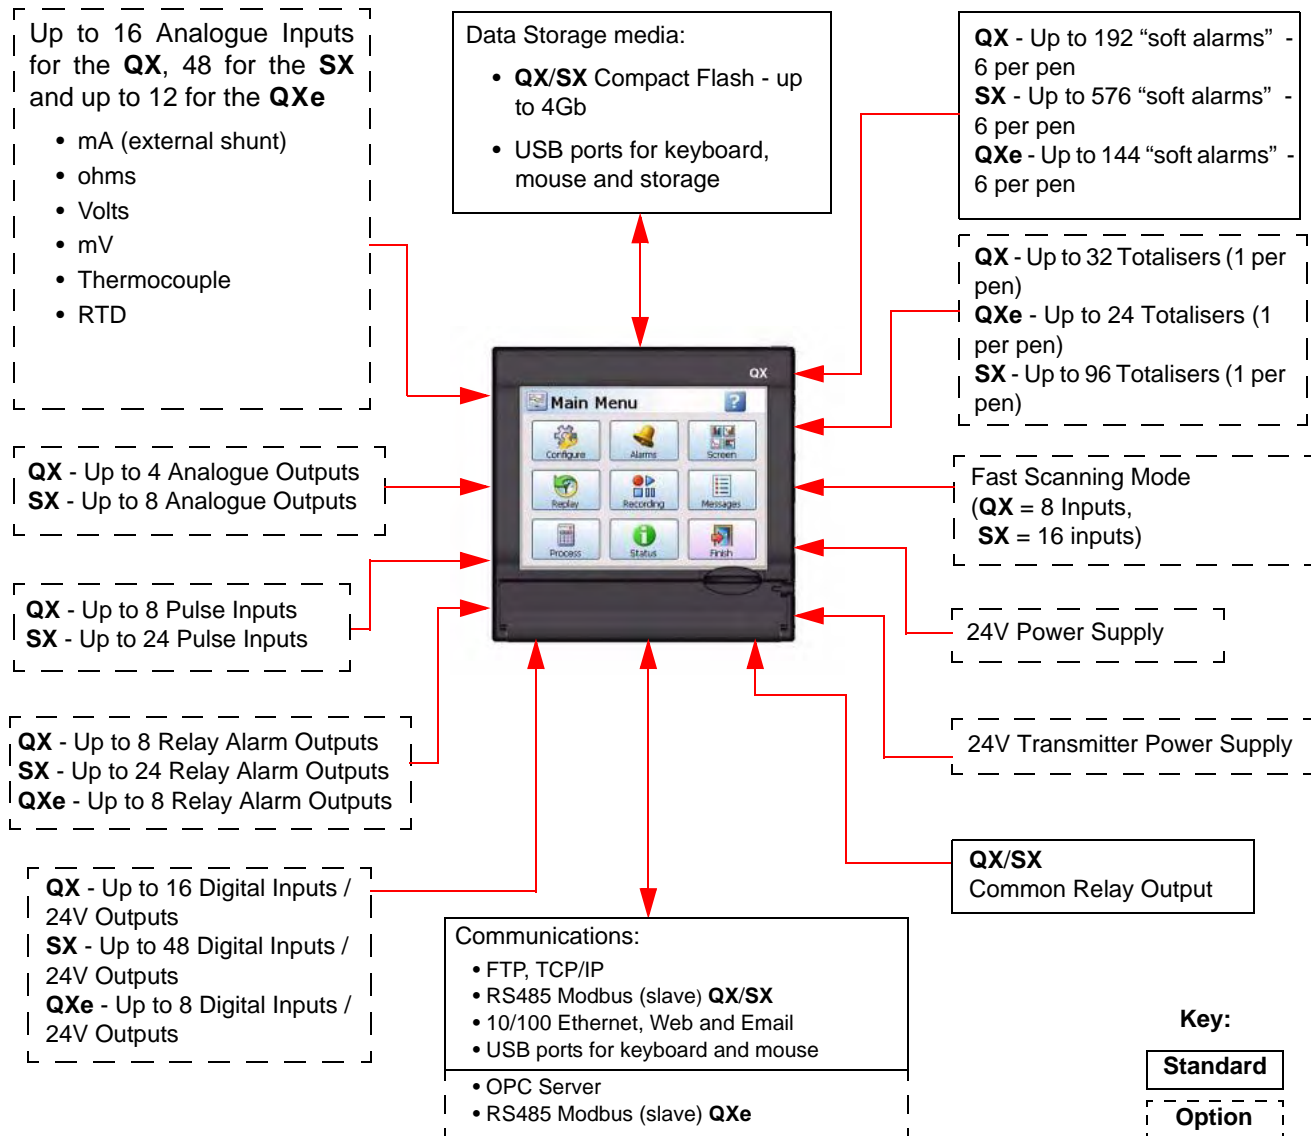 Up to 16 Analogue Inputs
for the QX, 48 for the SX
and up to 12 for the QXe
• mA (external shunt)
• ohms
• Volts
• mV
• Thermocouple
• RTD
Data Storage media:
• QX/SX Compact Flash - up
to 4Gb
• USB ports for keyboard,
mouse and storage
QX - Up to 192 “soft alarms” -
6 per pen
SX - Up to 576 “soft alarms” -
6 per pen
QXe - Up to 144 “soft alarms” -
6 per pen
QX - Up to 32 Totalisers (1 per
pen)
QXe - Up to 24 Totalisers (1
per pen)
SX - Up to 96 Totalisers (1 per
pen)
QX
Main Menu
?
Configure
Alarms
Screen
Replay
Recording
Messages
Process
Status
Finish
QX - Up to 4 Analogue Outputs
SX - Up to 8 Analogue Outputs
Fast Scanning Mode
(QX = 8 Inputs,
SX = 16 inputs)
QX - Up to 8 Pulse Inputs
SX - Up to 24 Pulse Inputs
24V Power Supply
QX - Up to 8 Relay Alarm Outputs
SX - Up to 24 Relay Alarm Outputs
QXe - Up to 8 Relay Alarm Outputs
24V Transmitter Power Supply
QX - Up to 16 Digital Inputs /
24V Outputs
SX - Up to 48 Digital Inputs /
24V Outputs
QXe - Up to 8 Digital Inputs /
24V Outputs
QX/SX
Common Relay Output
Communications:
• FTP, TCP/IP
• RS485 Modbus (slave) QX/SX
• 10/100 Ethernet, Web and Email
• USB ports for keyboard and mouse
• OPC Server
• RS485 Modbus (slave) QXe
Key:
Standard
Option